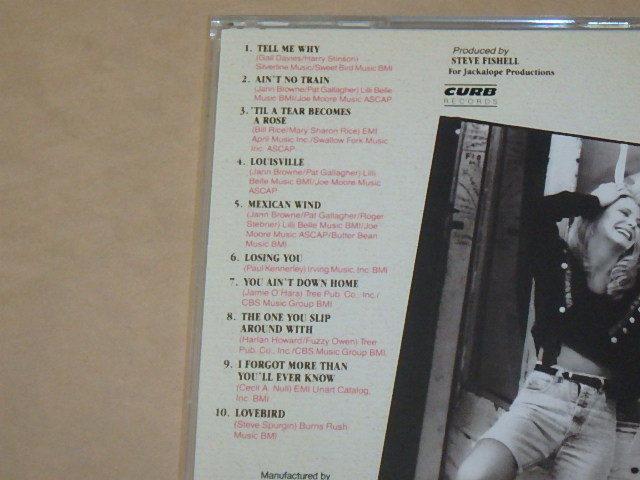 1. TELL ME WHY
(Gail Davies/Harry Stinson)
Silverline Music/Sweet Bird Music BMI
2. AIN'T NO TRAIN
(Jann Browne/Pat Gallagher) Lilli Belle
Music BMI/Joe Moore Music ASCAP
3. 'TIL A TEAR BECOMES
A ROSE
(Bill Rice/Mary Sharon Rice) EMI
April Music Inc./Swallow Fork Music
Inc. ASCAP
4. LOUISVILLE
(Jann Browne/Pat Gallagher) Lilli
Belle Music BMI/Joe Moore Music
ASCAP
5. MEXICAN WIND
(Jann Browne/Pat Gallagher/Roger
Stebner) Lilli Belle Music BMI/Joe
Moore Music ASCAP/Butter Bean
Music BMI
6. LOSING YOU
(Paul Kennerley) Irving Music, Inc. BMI
7. YOU AIN'T DOWN HOME
(Jamie O'Hara) Tree Pub. Co., Inc./
CBS Music Group BMI
8. THE ONE YOU SLIP
AROUND WITH
(Harlan Howard/Fuzzy Owen) Tree
Pub. Co., Inc./CBS Music Group BMI
9. I FORGOT MORE THAN
YOU'LL EVER KNOW
(Cecil A. Null) EMI Unart Catalog,
Inc. BMI
10. LOVEBIRD
(Steve Spurgin) Burns Rush
Music BMI
Produced by
STEVE FISHELL
For Jackalope Productions
CURB
RECORDS
Manufactured by